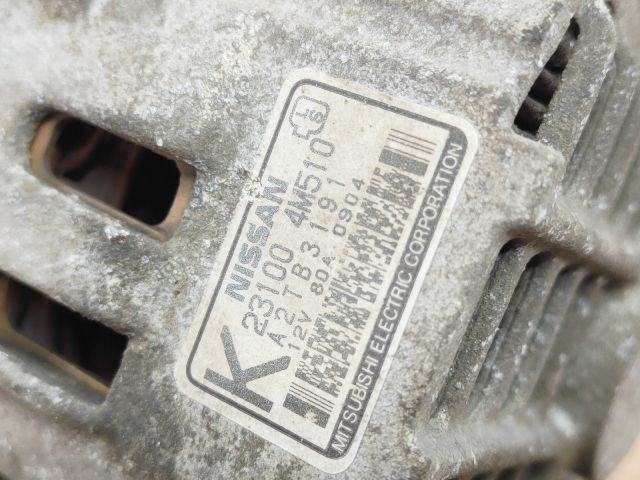 K
NISSAN
23100 4M510
A2TB3191
12V 80A 0904
MITSUBISHI ELECTRIC CORPORATION